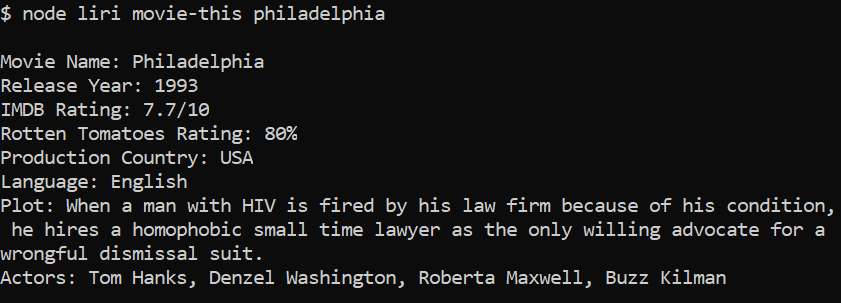 $ node liri movie-this philadelphia
Movie Name: Philadelphia
Release Year: 1993
IMDB Rating: 7.7/10
Rotten Tomatoes Rating: 80%
Production Country: USA
Language: English
Plot: When a man with HIV is fired by his law firm because of his condition,
he hires a homophobic small time lawyer as the only willing advocate for a
wrongful dismissal suit.
Actors: Tom Hanks, Denzel Washington, Roberta Maxwell, Buzz Kilman